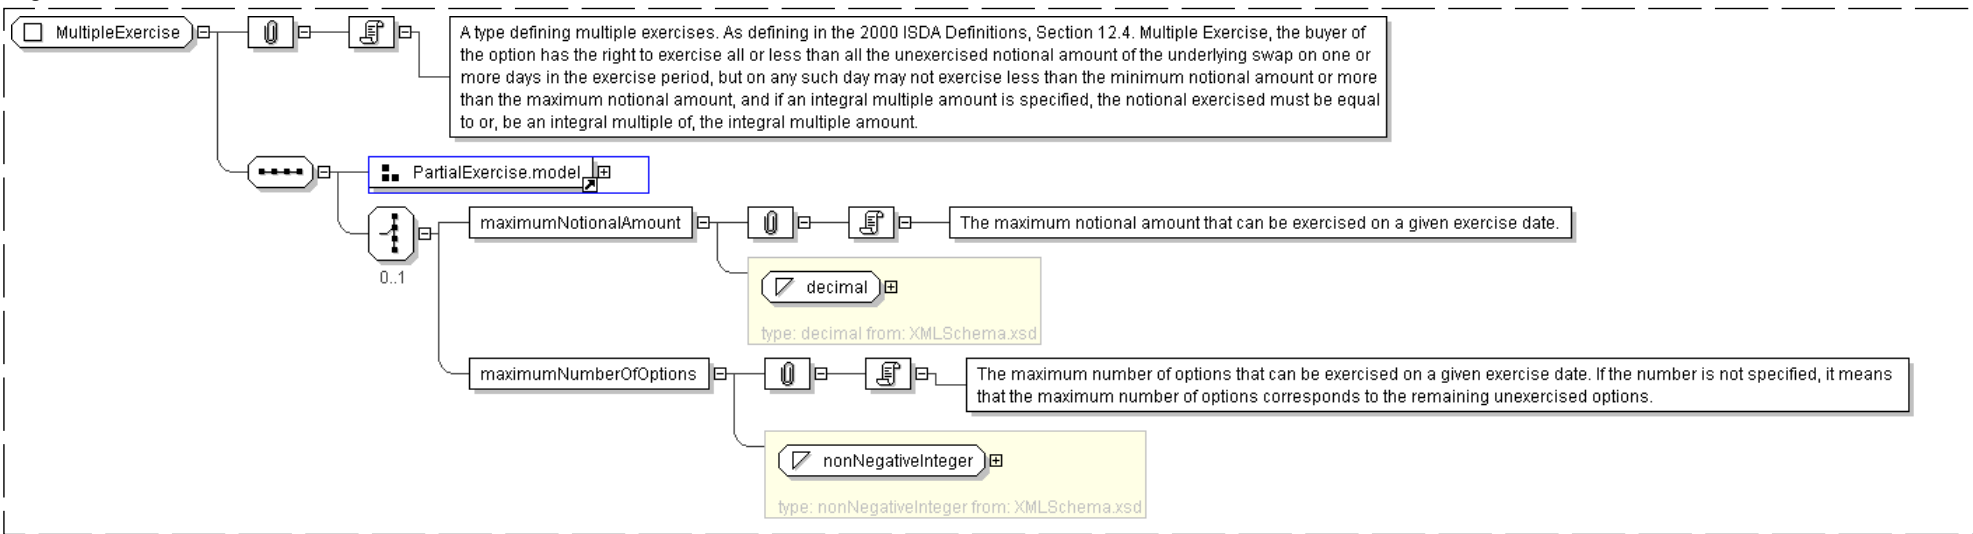 MultipleExercise
A type defining multiple exercises. As defining in the 2000 ISDA Definitions, Section 12.4. Multiple Exercise, the buyer of
the option has the right to exercise all or less than all the unexercised notional amount of the underlying swap on one or
more days in the exercise period, but on any such day may not exercise less than the minimum notional amount or more
than the maximum notional amount, and if an integral multiple amount is specified, the notional exercised must be equal
to or, be an integral multiple of, the integral multiple amount.
PartialExercise.model
0..1
maximumNotionalAmount
The maximum notional amount that can be exercised on a given exercise date.
decimal
type: decimal from: XMLSchema.xsd
maximumNumberOfOptions
The maximum number of options that can be exercised on a given exercise date. If the number is not specified, it means
that the maximum number of options corresponds to the remaining unexercised options.
nonNegativeInteger
type: nonNegativeInteger from: XMLSchema.xsd